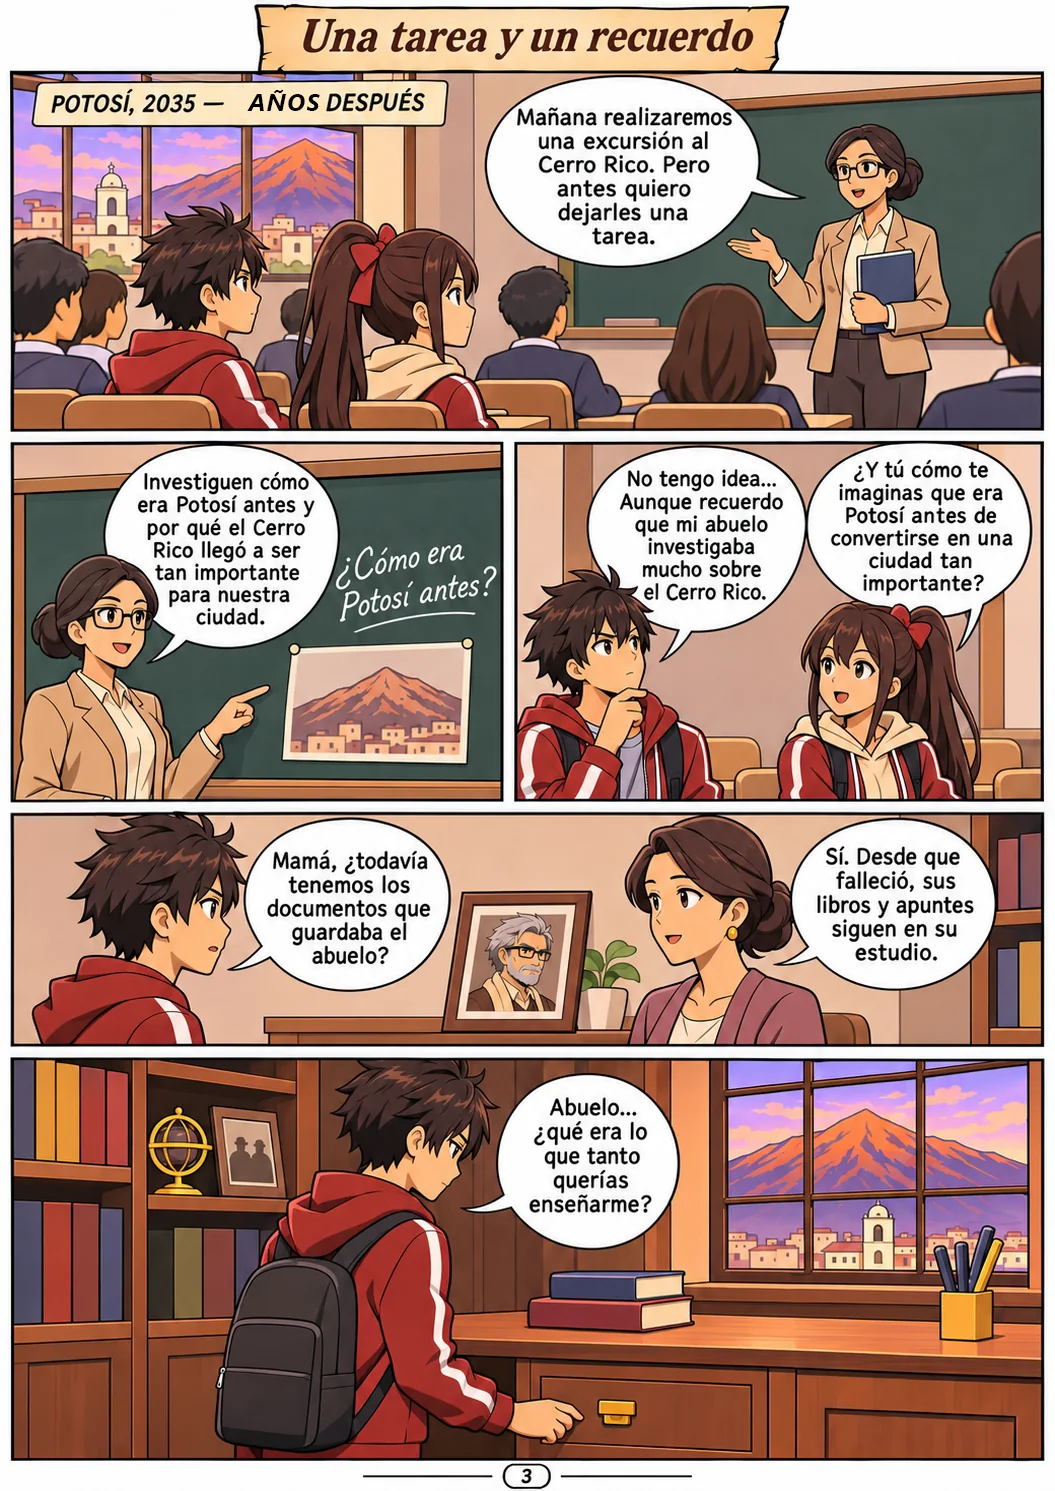 Una tarea y un recuerdo
POTOSÍ, 2035 — AÑOS DESPUÉS
Mañana realizaremos
una excursión al
Cerro Rico. Pero
antes quiero
dejarles una
tarea.
Investiguen cómo
era Potosí antes y
por qué el Cerro
Rico llegó a ser
tan importante
para nuestra
ciudad.
¿Cómo era
Potosí antes?
No tengo idea...
Aunque recuerdo
que mi abuelo
investigaba
mucho sobre
el Cerro Rico.
¿Y tú cómo te
imaginas que era
Potosí antes de
convertirse en una
ciudad tan
importante?
Mamá, ¿todavía
tenemos los
documentos que
guardaba el
abuelo?
Sí. Desde que
falleció, sus
libros y apuntes
siguen en su
estudio.
Abuelo...
¿qué era lo
que tanto
querías
enseñarme?
3